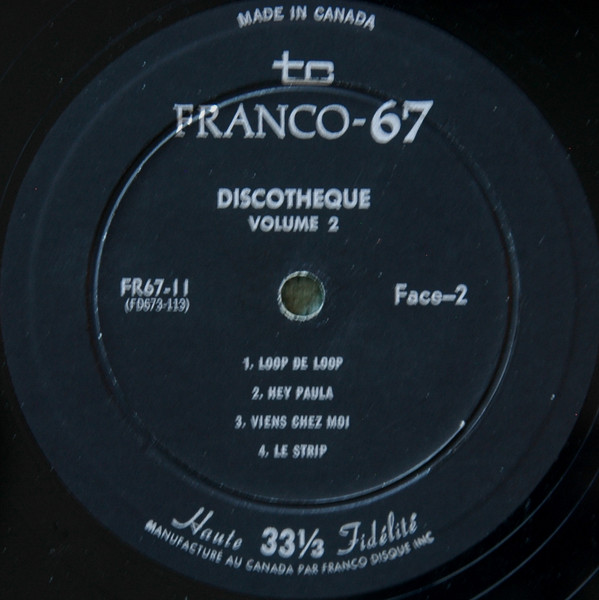 MADE IN CANADA
tc
FRANCO-67
DISCOTHEQUE
VOLUME 2
FR67-11
(FD673-113)
Face-2
1. LOOP DE LOOP
2. HEY PAULA
3. VIENS CHEZ MOI
4. LE STRIP
Haute 33⅓ Fidélité
MANUFACTURÉ AU CANADA PAR FRANCO DISQUE INC